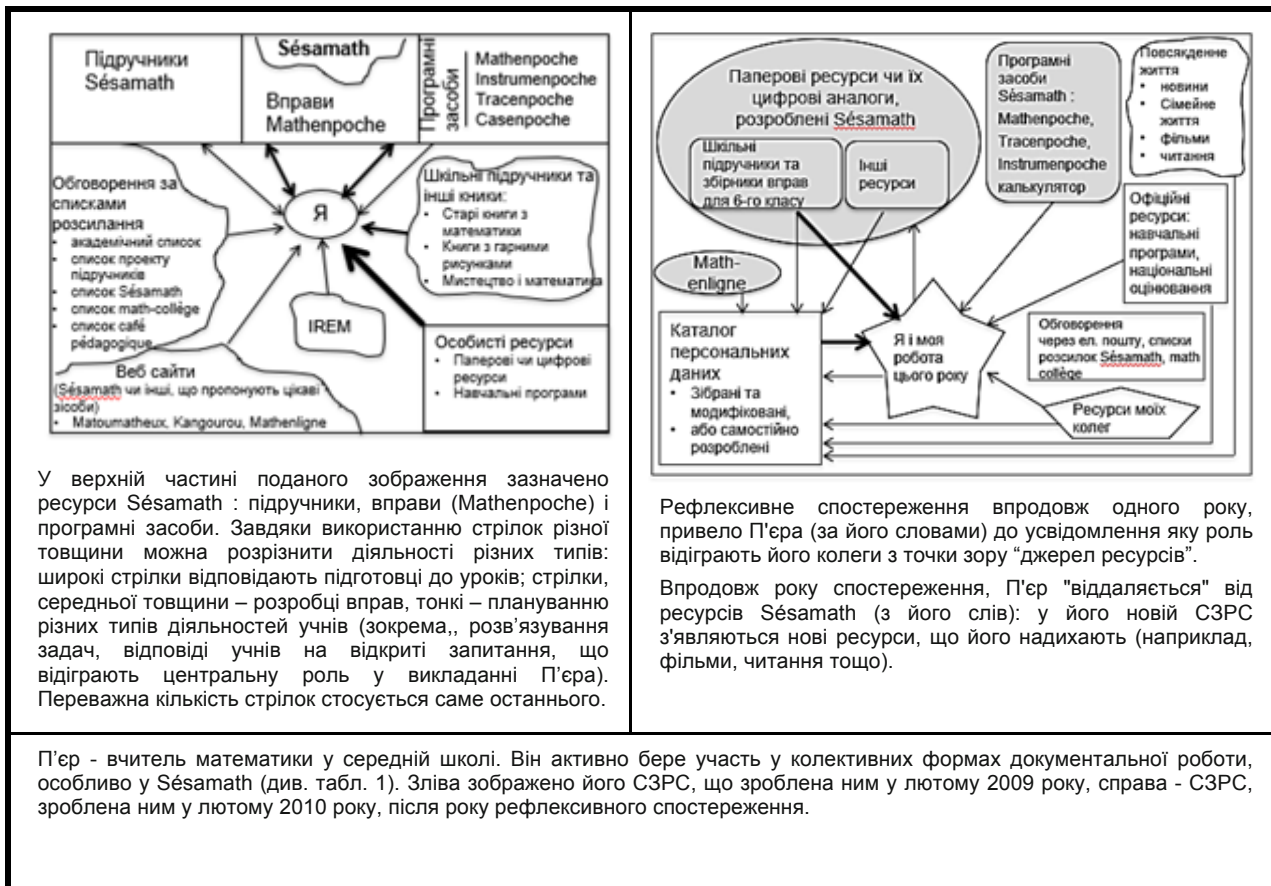 Підручники
Sésamath
Sésamath
Вправи
Mathenpoche
Програмні
засоби
Mathenpoche
Instrumenpoche
Tracenpoche
Casenpoche
Обговорення за
списками
розсилання
• академічний список
• список проекту
підручників
• список Sésamath
• список math-collège
• список café
pédagogique
Я
Шкільні підручники та
інші кники:
• Старі книги з
математики
• Книги з гарними
рисунками
• Мистецтво і математика
IREM
Особисті ресурси
• Паперові чи цифрові
ресурси
• Навчальні програми
Веб сайти
(Sésamath чи інші, що пропонують цікаві
зісоби)
• Matoumatheux, Kangourou, Mathenligne
У верхній частині поданого зображення зазначено
ресурси Sésamath : підручники, вправи (Mathenpoche) і
програмні засоби. Завдяки використанню стрілок різної
товщини можна розрізнити діяльності різних типів:
широкі стрілки відповідають підготовці до уроків; стрілки,
середньої товщини – розробці вправ, тонкі – плануванню
різних типів діяльностей учнів (зокрема,, розв’язування
задач, відповіді учнів на відкриті запитання, що
відіграють центральну роль у викладанні П’єра).
Переважна кількість стрілок стосується саме останнього.
Паперові ресурси чи їх
цифрові аналоги,
розроблені Sésamath
Шкільні
підручники та
збірники вправ
для 6-го класу
Інші
ресурси
Програмні
засоби
Sésamath :
Mathenpoche,
Tracenpoche,
Instrumenpoche
калькулятор
Повсякденне
життя
• новини
• Сімейне
життя
• фільми
• читання
Офіційні
ресурси:
навчальні
програми,
національні
оцінювання
Math-
enligne
Каталог
персональних
даних
• Зібрані та
модифіковані,
• або самостійно
розроблені
Я і моя
робота
цього року
Обговорення
через ел. пошту, списки
розсилок Sésamath, math
collège
Ресурси моїх
колег
Рефлексивне спостереження впродовж одного року,
привело П'єра (за його словами) до усвідомлення яку роль
відіграють його колеги з точки зору “джерел ресурсів”.
Впродовж року спостереження, П'єр "віддаляється" від
ресурсів Sésamath (з його слів): у його новій СЗРС
з'являються нові ресурси, що його надихають (наприклад,
фільми, читання тощо).
П’єр - вчитель математики у середній школі. Він активно бере участь у колективних формах документальної роботи,
особливо у Sésamath (див. табл. 1). Зліва зображено його СЗРС, що зроблена ним у лютому 2009 року, справа - СЗРС,
зроблена ним у лютому 2010 року, після року рефлексивного спостереження.